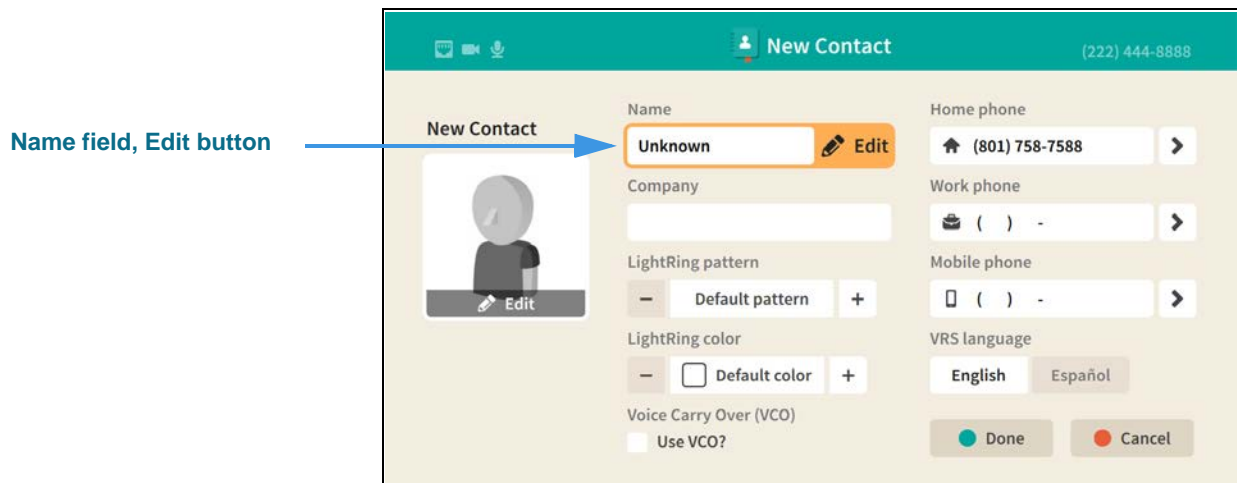 New Contact
(222) 444-8888
Name field, Edit button
New Contact
Edit
Name
Unknown
Edit
Company
LightRing pattern
− Default pattern +
LightRing color
− Default color +
Voice Carry Over (VCO)
Use VCO?
Home phone
(801) 758-7588
Work phone
( ) -
Mobile phone
( ) -
VRS language
English Español
Done Cancel